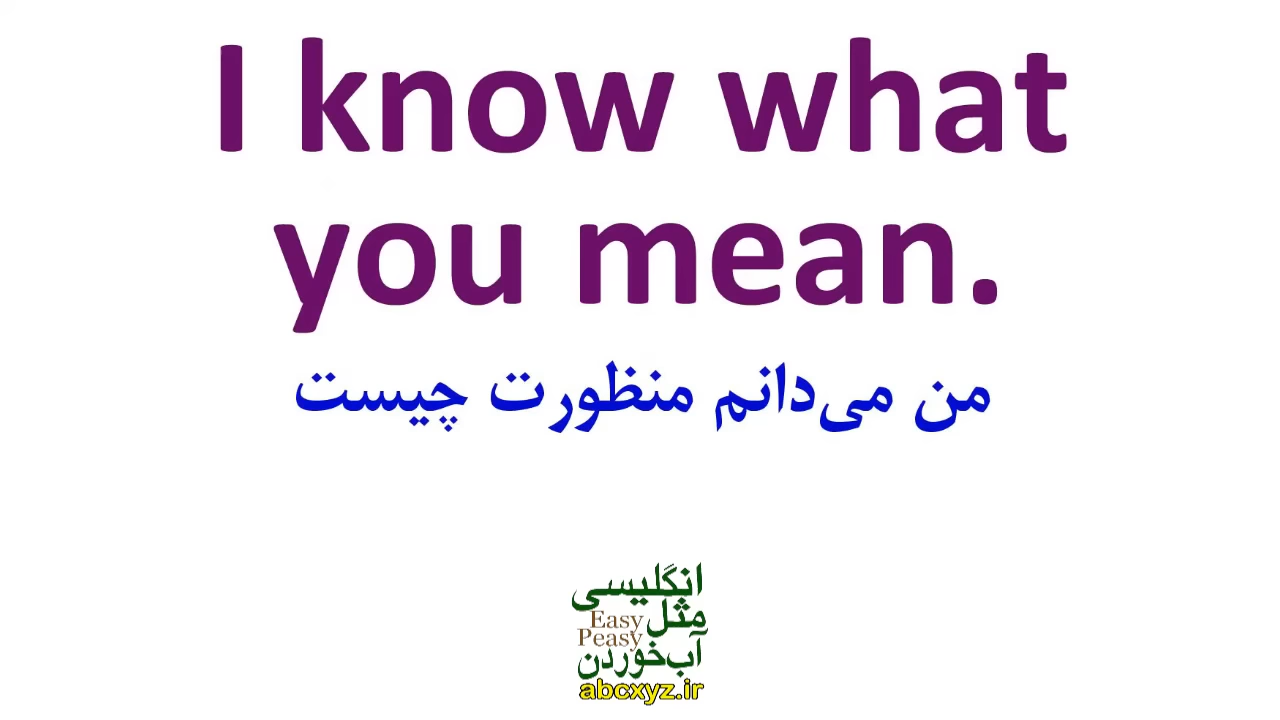 I know what
you mean.
من می‌دانم منظورت چیست
انگلیسی
مثل
Easy
Peasy
آب‌خوردن
abcxyz.ir